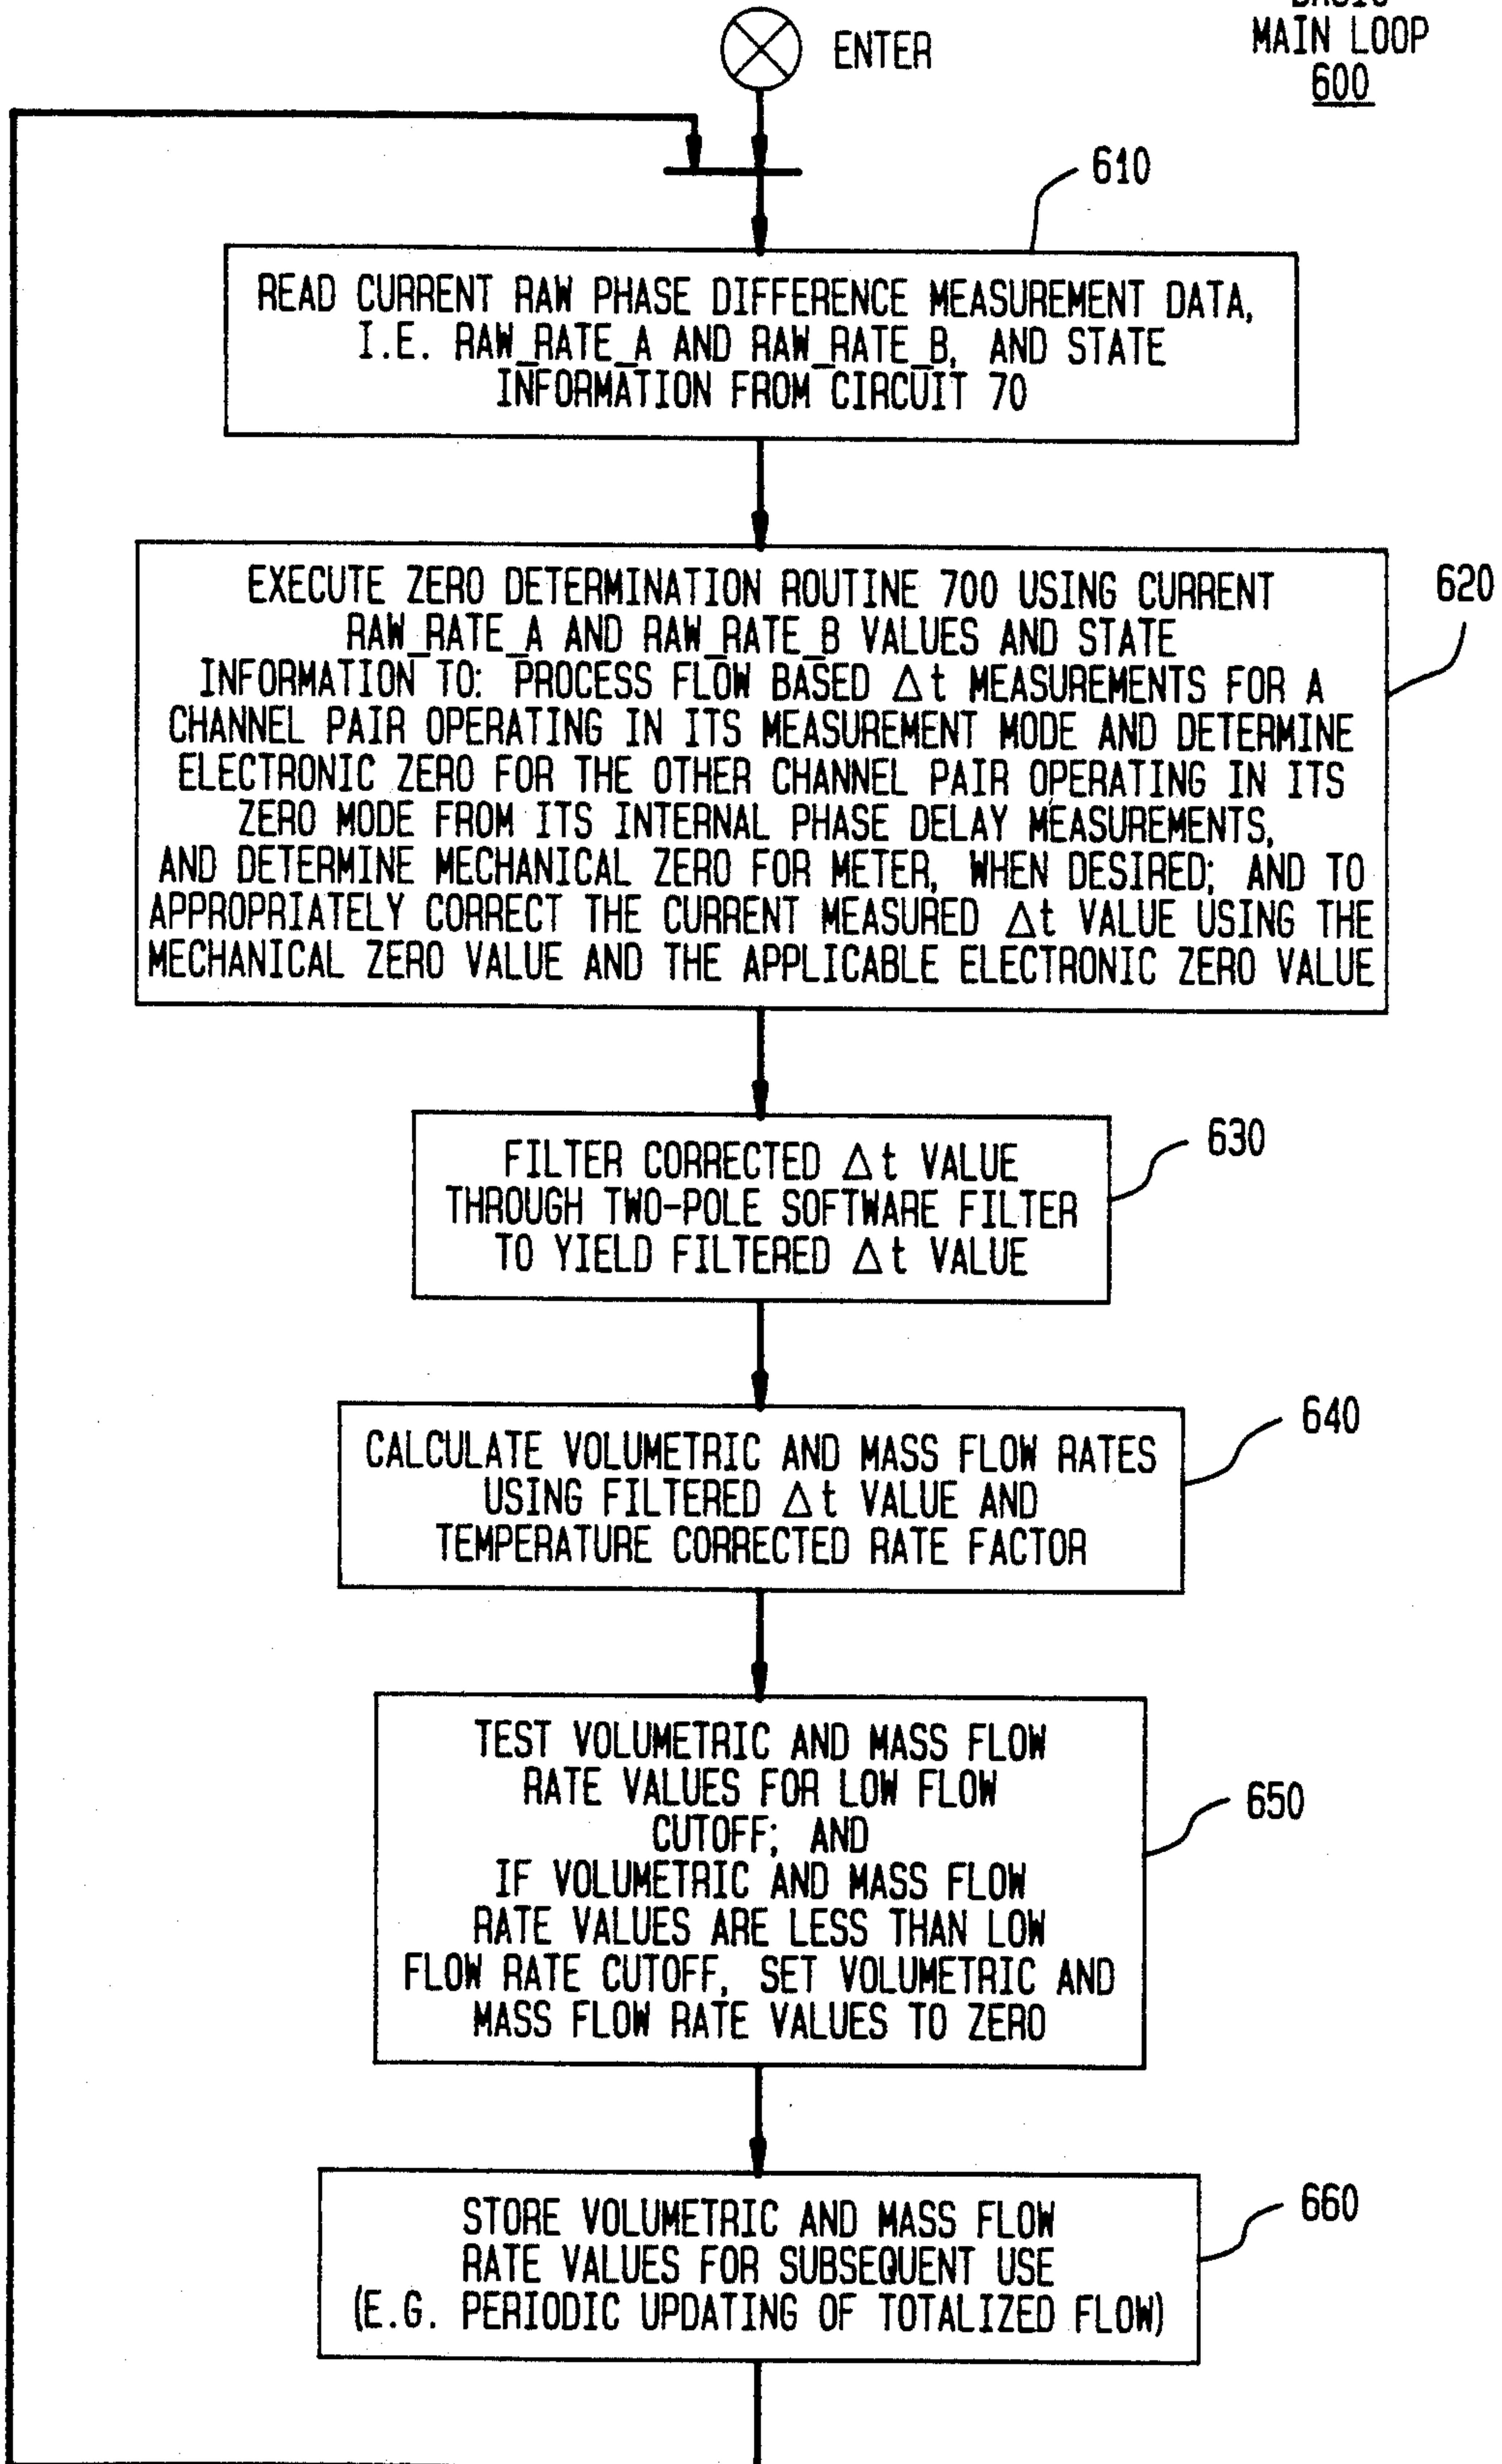 ENTER
MAIN LOOP
600
610
READ CURRENT RAW PHASE DIFFERENCE MEASUREMENT DATA,
I.E. RAW_RATE_A AND RAW_RATE_B, AND STATE
INFORMATION FROM CIRCUIT 70
620
EXECUTE ZERO DETERMINATION ROUTINE 700 USING CURRENT
RAW_RATE_A AND RAW_RATE_B VALUES AND STATE
INFORMATION TO: PROCESS FLOW BASED Δt MEASUREMENTS FOR A
CHANNEL PAIR OPERATING IN ITS MEASUREMENT MODE AND DETERMINE
ELECTRONIC ZERO FOR THE OTHER CHANNEL PAIR OPERATING IN ITS
ZERO MODE FROM ITS INTERNAL PHASE DELAY MEASUREMENTS,
AND DETERMINE MECHANICAL ZERO FOR METER, WHEN DESIRED; AND TO
APPROPRIATELY CORRECT THE CURRENT MEASURED Δt VALUE USING THE
MECHANICAL ZERO VALUE AND THE APPLICABLE ELECTRONIC ZERO VALUE
630
FILTER CORRECTED Δt VALUE
THROUGH TWO-POLE SOFTWARE FILTER
TO YIELD FILTERED Δt VALUE
640
CALCULATE VOLUMETRIC AND MASS FLOW RATES
USING FILTERED Δt VALUE AND
TEMPERATURE CORRECTED RATE FACTOR
650
TEST VOLUMETRIC AND MASS FLOW
RATE VALUES FOR LOW FLOW
CUTOFF; AND
IF VOLUMETRIC AND MASS FLOW
RATE VALUES ARE LESS THAN LOW
FLOW RATE CUTOFF, SET VOLUMETRIC AND
MASS FLOW RATE VALUES TO ZERO
660
STORE VOLUMETRIC AND MASS FLOW
RATE VALUES FOR SUBSEQUENT USE
(E.G. PERIODIC UPDATING OF TOTALIZED FLOW)